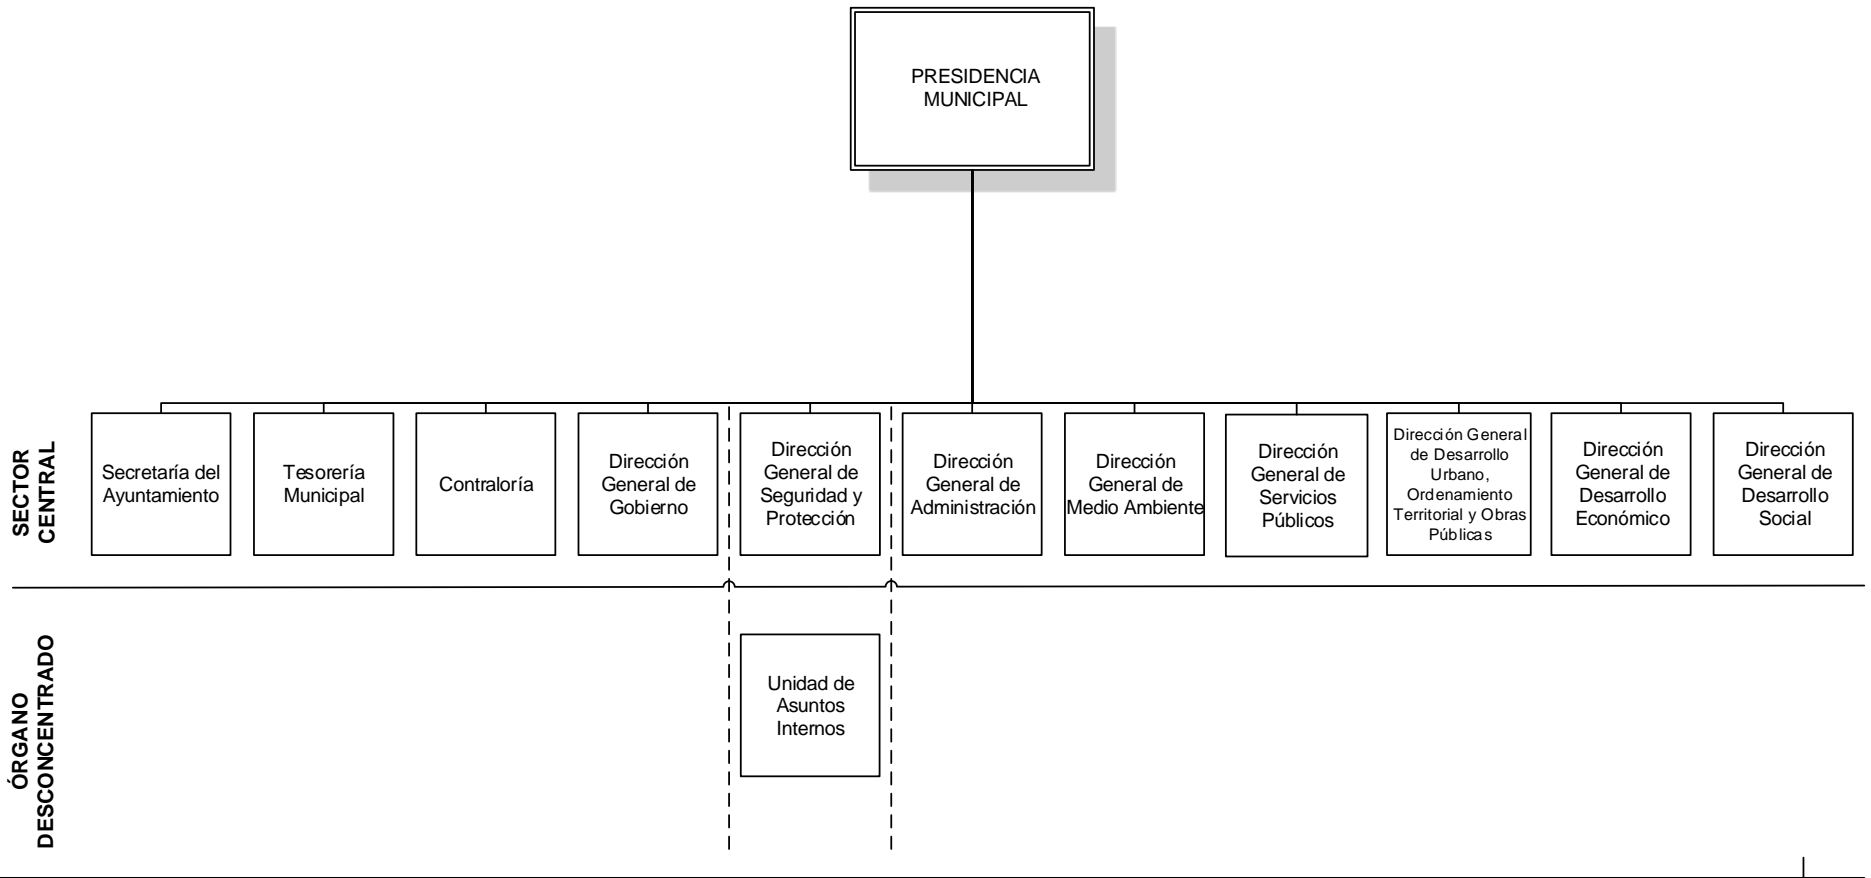 PRESIDENCIA
MUNICIPAL
SECTOR
CENTRAL
Secretaría del
Ayuntamiento
Tesorería
Municipal
Contraloría
Dirección
General de
Gobierno
Dirección
General de
Seguridad y
Protección
Dirección
General de
Administración
Dirección
General de
Medio Ambiente
Dirección
General de
Servicios
Públicos
Dirección General
de Desarrollo
Urbano,
Ordenamiento
Territorial y Obras
Públicas
Dirección
General de
Desarrollo
Económico
Dirección
General de
Desarrollo
Social
ÓRGANO
DESCONCENTRADO
Unidad de
Asuntos
Internos